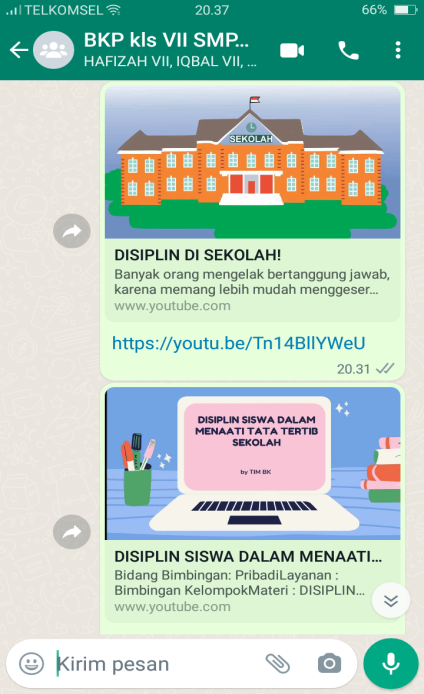 TELKOMSEL
20.37
66%
BKP kls VII SMP...
HAFIZAH VII, IQBAL VII, ...
SEKOLAH
DISIPLIN DI SEKOLAH!
Banyak orang mengelak bertanggung jawab,
karena memang lebih mudah menggeser...
www.youtube.com
https://youtu.be/Tn14BllYWeU
20.31
DISIPLIN SISWA DALAM
MENAATI TATA TERTIB
SEKOLAH
by TIM BK
DISIPLIN SISWA DALAM MENAATI...
Bidang Bimbingan: PribadiLayanan :
Bimbingan KelompokMateri : DISIPLIN...
www.youtube.com
Kirim pesan